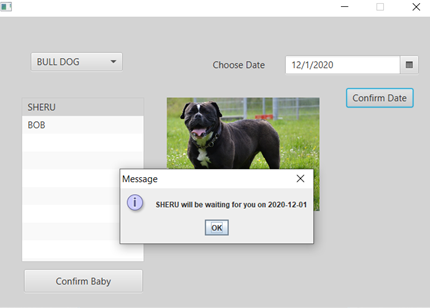 BULL DOG
Choose Date
12/1/2020
Confirm Date
SHERU
BOB
Message
SHERU will be waiting for you on 2020-12-01
OK
Confirm Baby